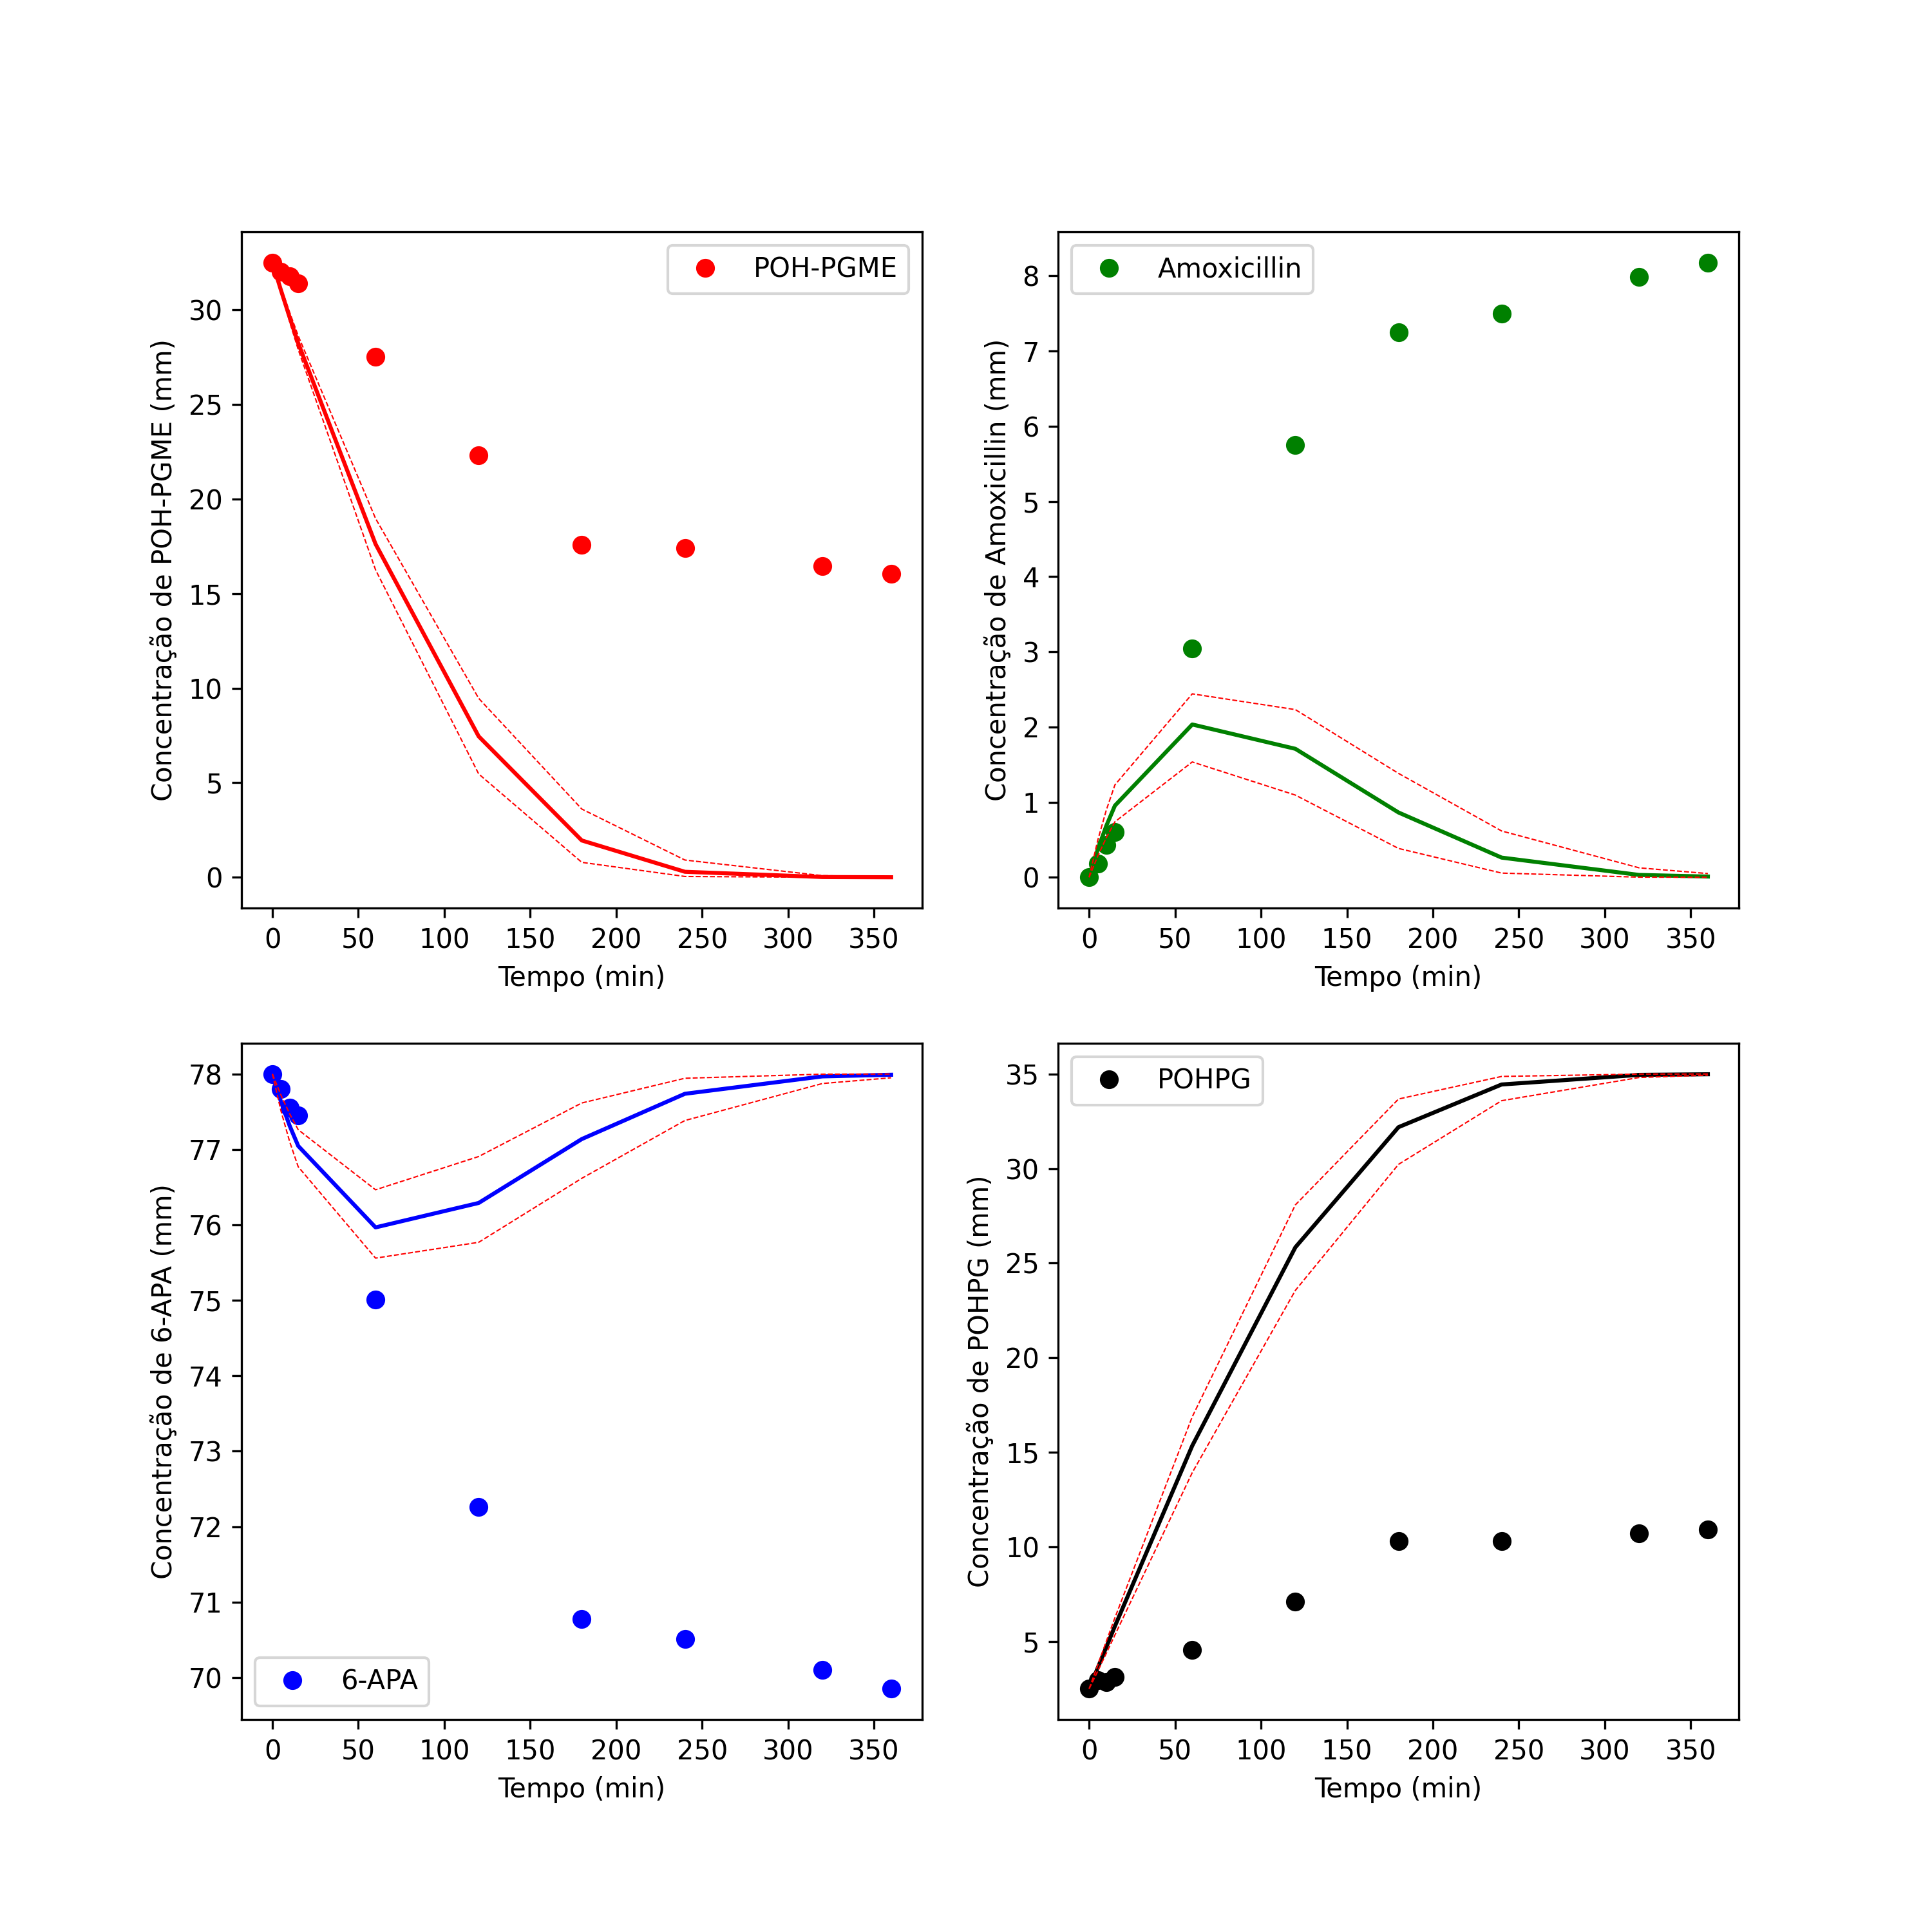 POH-PGME
Concentração de POH-PGME (mm)
30
25
20
15
10
5
0
0 50 100 150 200 250 300 350
Tempo (min)
Amoxicillin
Concentração de Amoxicillin (mm)
8
7
6
5
4
3
2
1
0
0 50 100 150 200 250 300 350
Tempo (min)
6-APA
Concentração de 6-APA (mm)
78
77
76
75
74
73
72
71
70
0 50 100 150 200 250 300 350
Tempo (min)
POHPG
Concentração de POHPG (mm)
35
30
25
20
15
10
5
0 50 100 150 200 250 300 350
Tempo (min)